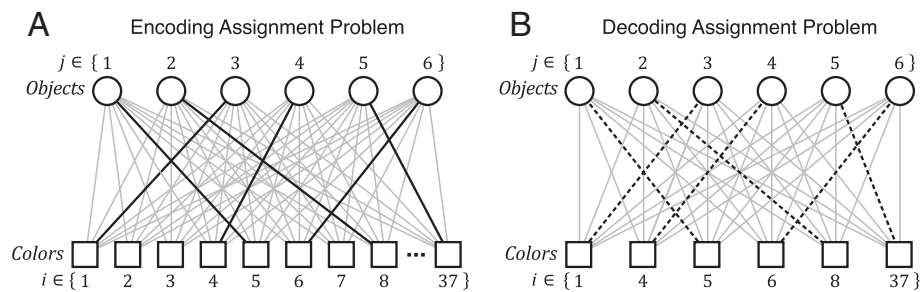 A Encoding Assignment Problem
j ∈ { 1 2 3 4 5 6 }
Objects
Colors
i ∈ { 1 2 3 4 5 6 7 8 ... 37 }
B Decoding Assignment Problem
j ∈ { 1 2 3 4 5 6 }
Objects
Colors
i ∈ { 1 4 5 6 8 37 }